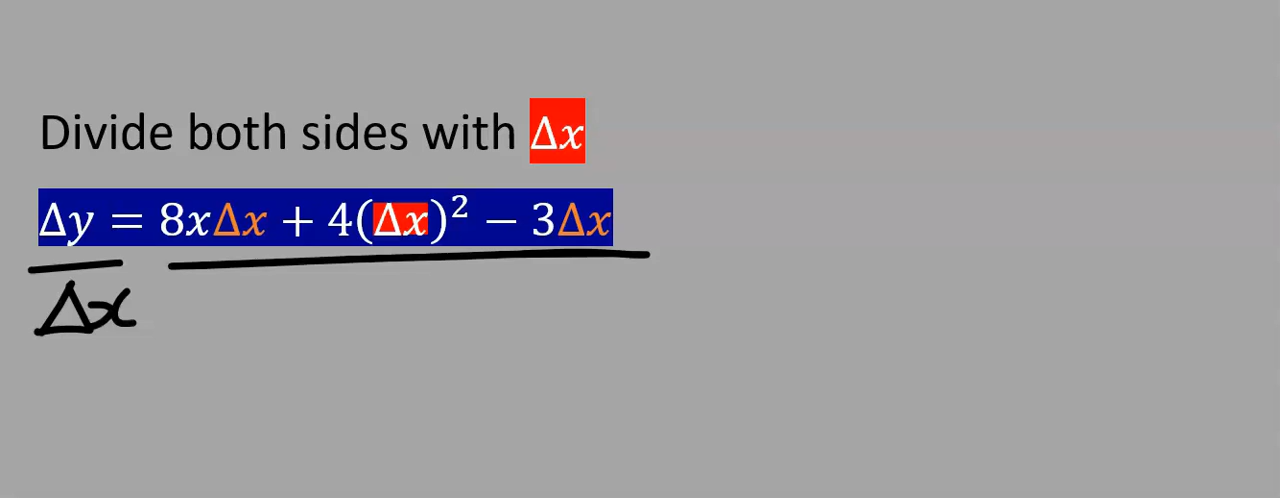 Divide both sides with Δx
Δy = 8xΔx + 4(Δx)² − 3Δx
Δx